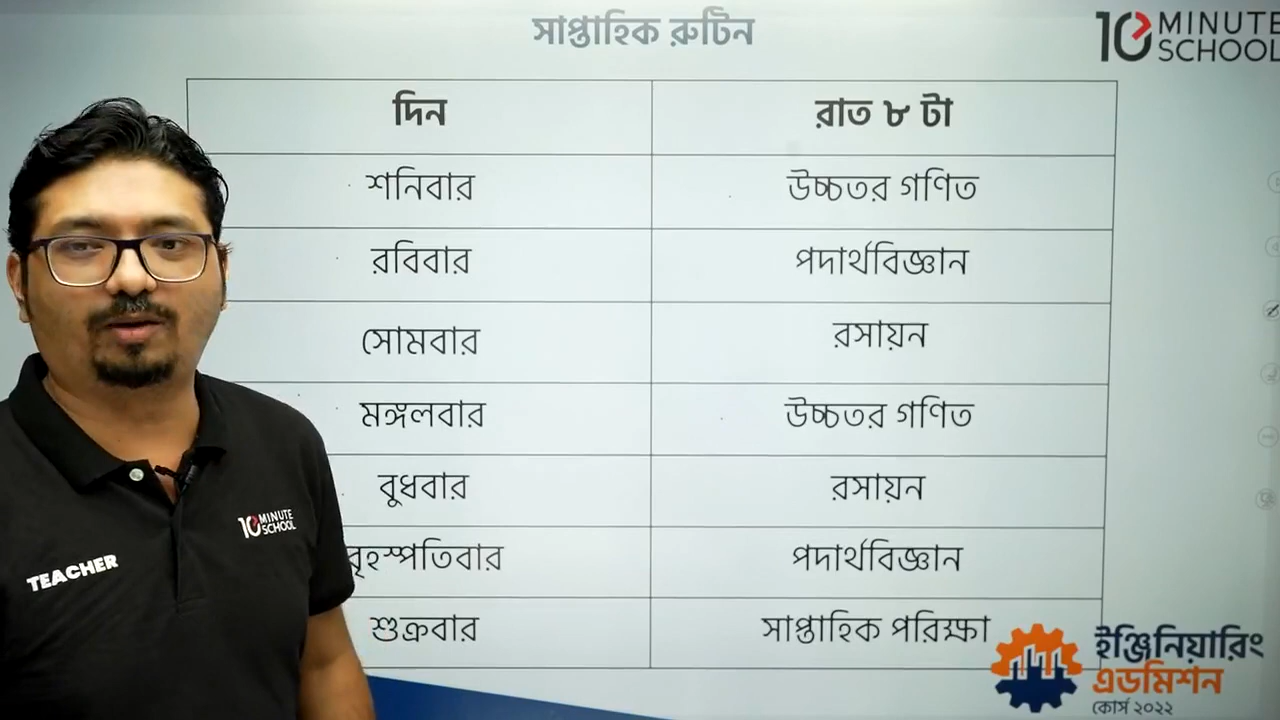 সাপ্তাহিক রুটিন
10 MINUTE SCHOOL
দিন রাত ৮ টা
শনিবার উচ্চতর গণিত
রবিবার পদার্থবিজ্ঞান
সোমবার রসায়ন
মঙ্গলবার উচ্চতর গণিত
বুধবার রসায়ন
বৃহস্পতিবার পদার্থবিজ্ঞান
শুক্রবার সাপ্তাহিক পরিক্ষা
10 MINUTE SCHOOL
TEACHER
ইঞ্জিনিয়ারিং
এডমিশন
কোর্স ২০২২